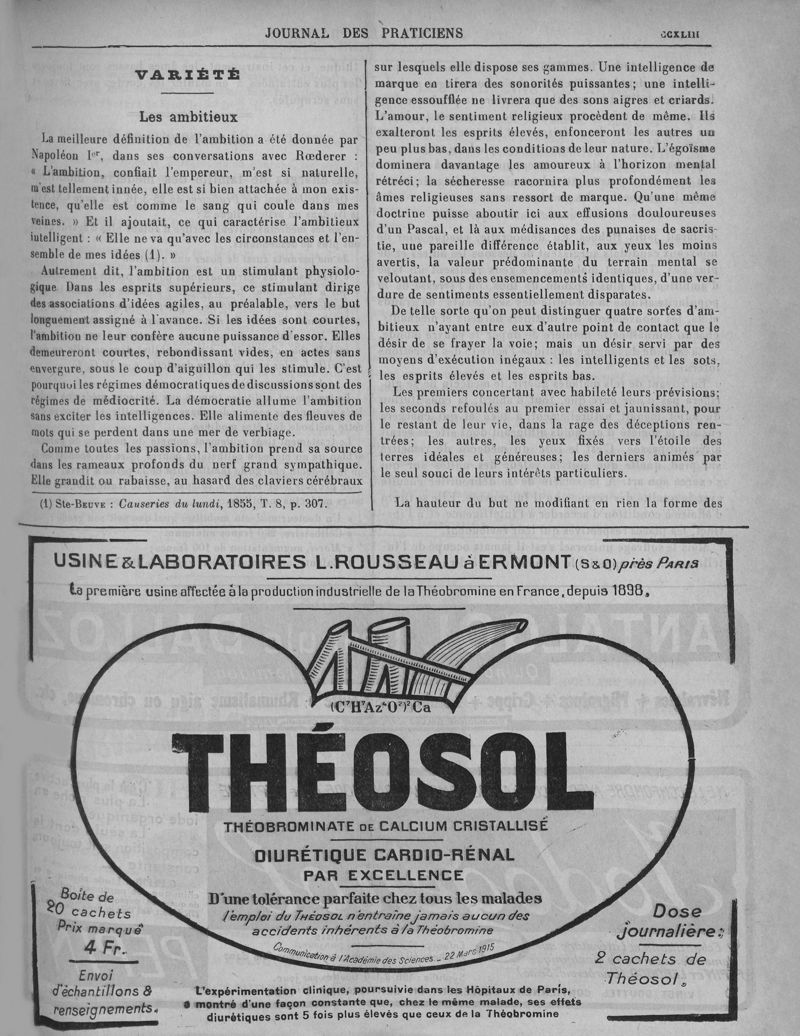 JOURNAL DES PRATICIENS
CCXLIII
VARIÉTÉ
Les ambitieux
La meilleure définition de l'ambition a été donnée par
Napoléon Ier, dans ses conversations avec Rœderer :
« L'ambition, confiait l'empereur, m'est si naturelle,
m'est tellement innée, elle est si bien attachée à mon exis-
tence, qu'elle est comme le sang qui coule dans mes
veines. » Et il ajoutait, ce qui caractérise l'ambitieux
intelligent : « Elle ne va qu'avec les circonstances et l'en-
semble de mes idées (1). »
Autrement dit, l'ambition est un stimulant physiolo-
gique. Dans les esprits supérieurs, ce stimulant dirige
des associations d'idées agiles, au préalable, vers le but
longuement assigné à l'avance. Si les idées sont courtes,
l'ambition ne leur confère aucune puissance d'essor. Elles
demeureront courtes, rebondissant vides, en actes sans
envergure, sous le coup d'aiguillon qui les stimule. C'est
pourquoi les régimes démocratiques de discussions sont des
régimes de médiocrité. La démocratie allume l'ambition
sans exciter les intelligences. Elle alimente des fleuves de
mots qui se perdent dans une mer de verbiage.
Comme toutes les passions, l'ambition prend sa source
dans les rameaux profonds du nerf grand sympathique.
Elle grandit ou rabaisse, au hasard des claviers cérébraux
(1) Ste-Beuve : Causeries du lundi, 1855, T. 8, p. 307.
sur lesquels elle dispose ses gammes. Une intelligence de
marque en tirera des sonorités puissantes ; une intelli-
gence essoufflée ne livrera que des sons aigres et criards.
L'amour, le sentiment religieux procèdent de même. Ils
exalteront les esprits élevés, enfonceront les autres un
peu plus bas, dans les conditions de leur nature. L'égoïsme
dominera davantage les amoureux à l'horizon mental
rétréci ; la sécheresse racornira plus profondément les
âmes religieuses sans ressort de marque. Qu'une même
doctrine puisse aboutir ici aux effusions douloureuses
d'un Pascal, et là aux médisances des punaises de sacris-
tie, une pareille différence établit, aux yeux les moins
avertis, la valeur prédominante du terrain mental se
veloutant, sous des ensemencements identiques, d'une ver-
dure de sentiments essentiellement disparates.
De telle sorte qu'on peut distinguer quatre sortes d'am-
bitieux n'ayant entre eux d'autre point de contact que le
désir de se frayer la voie; mais un désir servi par des
moyens d'exécution inégaux : les intelligents et les sots,
les esprits élevés et les esprits bas.
Les premiers concertant avec habileté leurs prévisions;
les seconds refoulés au premier essai et jaunissant, pour
le restant de leur vie, dans la rage des déceptions ren-
trées; les autres, les yeux fixés vers l'étoile des
terres idéales et généreuses; les derniers animés par
le seul souci de leurs intérêts particuliers.
La hauteur du but ne modifiant en rien la forme des
USINE & LABORATOIRES L.ROUSSEAU à ERMONT (S&O) près PARIS
La première usine affectée à la production industrielle de la Théobromine en France, depuis 1898.
(C⁷H⁷Az⁴O²)²Ca
THÉOSOL
THÉOBROMINATE DE CALCIUM CRISTALLISÉ
DIURÉTIQUE CARDIO-RÉNAL
PAR EXCELLENCE
D'une tolérance parfaite chez tous les malades
l'emploi du THÉOSOL n'entraîne jamais aucun des
accidents inhérents à la Théobromine
Communication à l'Académie des Sciences - 22 Mars 1915
Boîte de
20 cachets
Prix marqué
4 Fr.
Envoi
d'échantillons &
renseignements.
Dose
journalière:
2 cachets de
Théosol.
L'expérimentation clinique, poursuivie dans les Hôpitaux de Paris,
a montré d'une façon constante que, chez le même malade, ses effets
diurétiques sont 5 fois plus élevés que ceux de la Théobromine